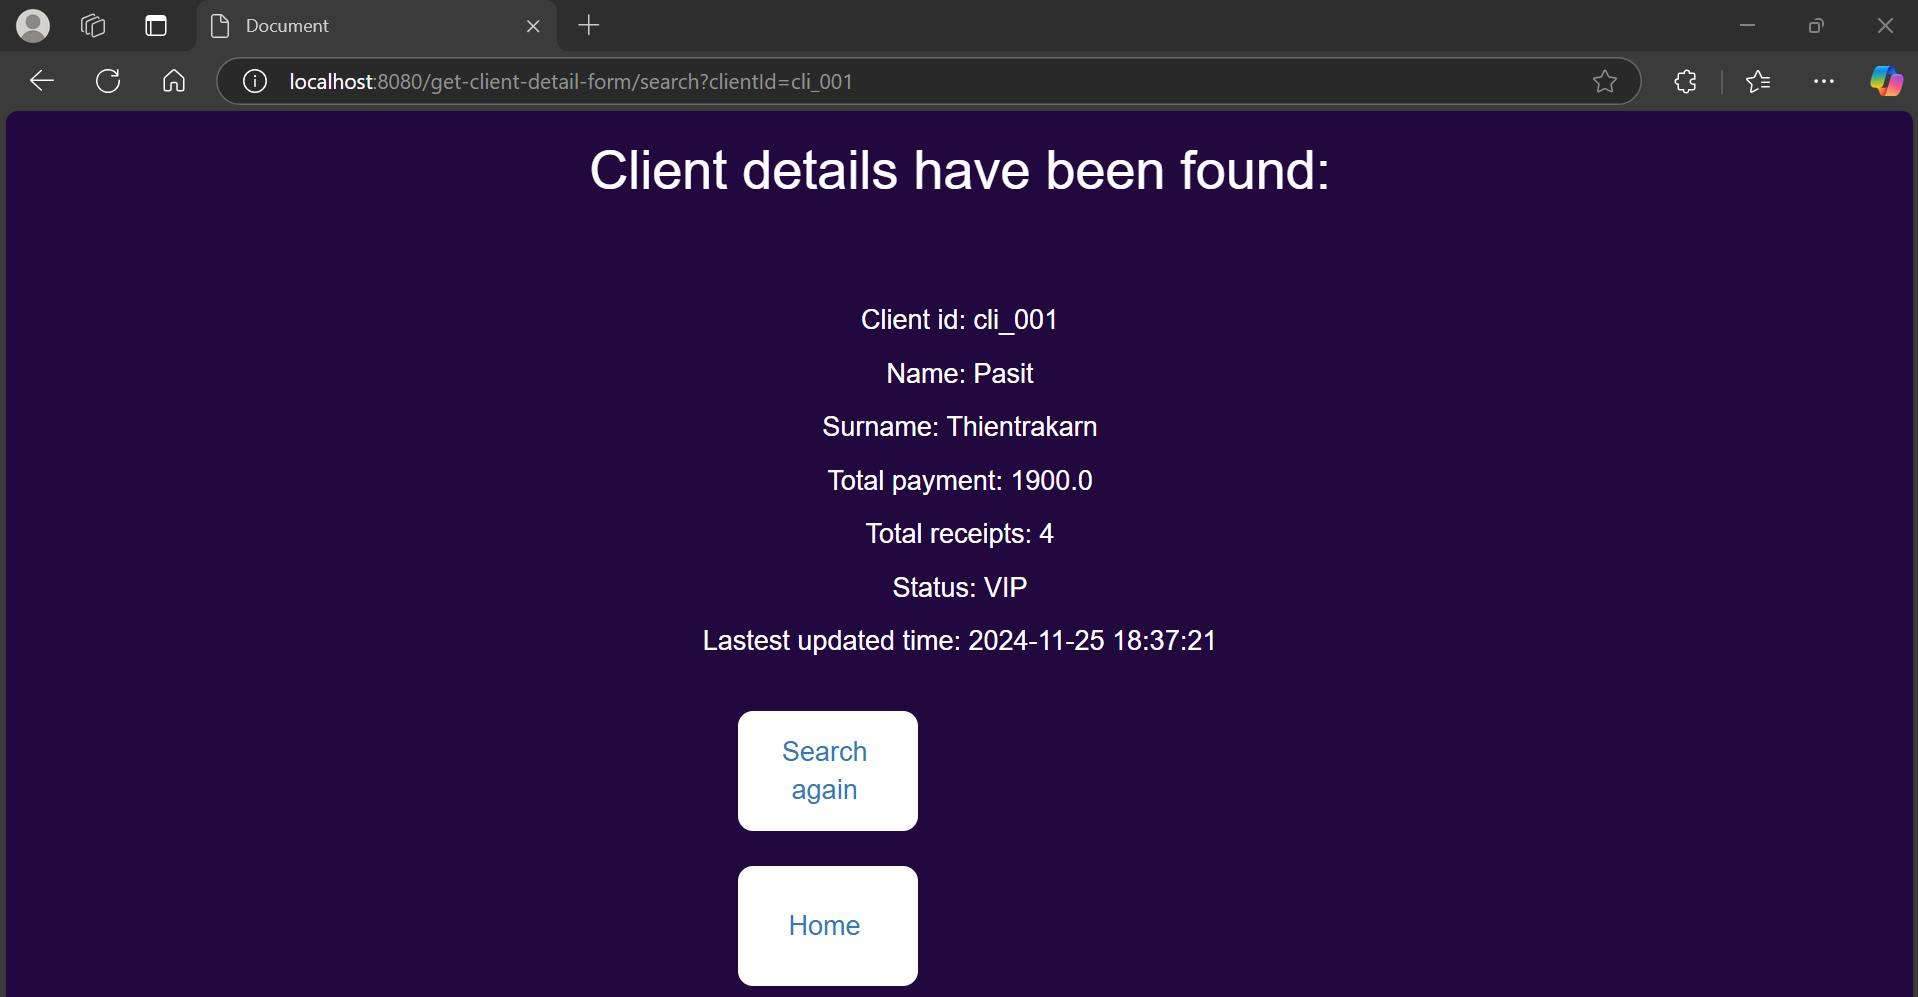 Document
localhost:8080/get-client-detail-form/search?clientId=cli_001
Client details have been found:
Client id: cli_001
Name: Pasit
Surname: Thientrakarn
Total payment: 1900.0
Total receipts: 4
Status: VIP
Lastest updated time: 2024-11-25 18:37:21
Search
again
Home